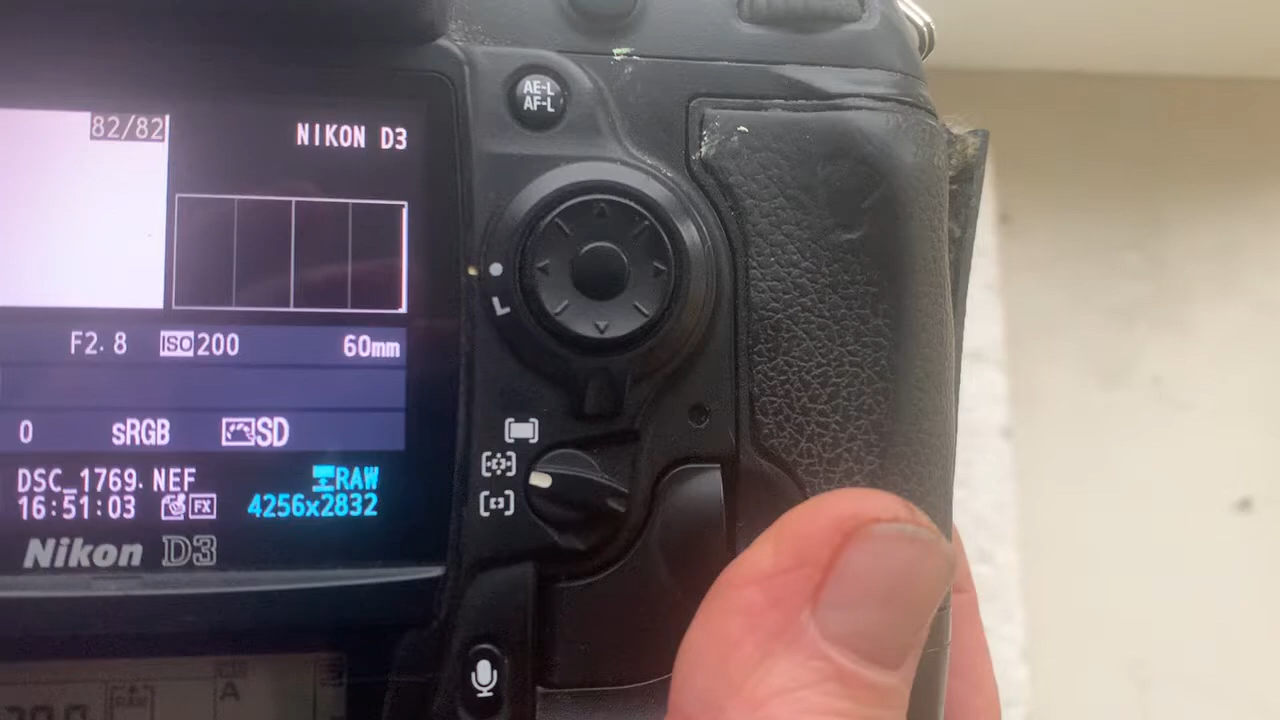 AE-L
AF-L
82/82
NIKON D3
L
F2.8 ISO 200 60mm
0 sRGB SD
DSC_1769.NEF RAW
16:51:03 FX 4256x2832
Nikon D3
A